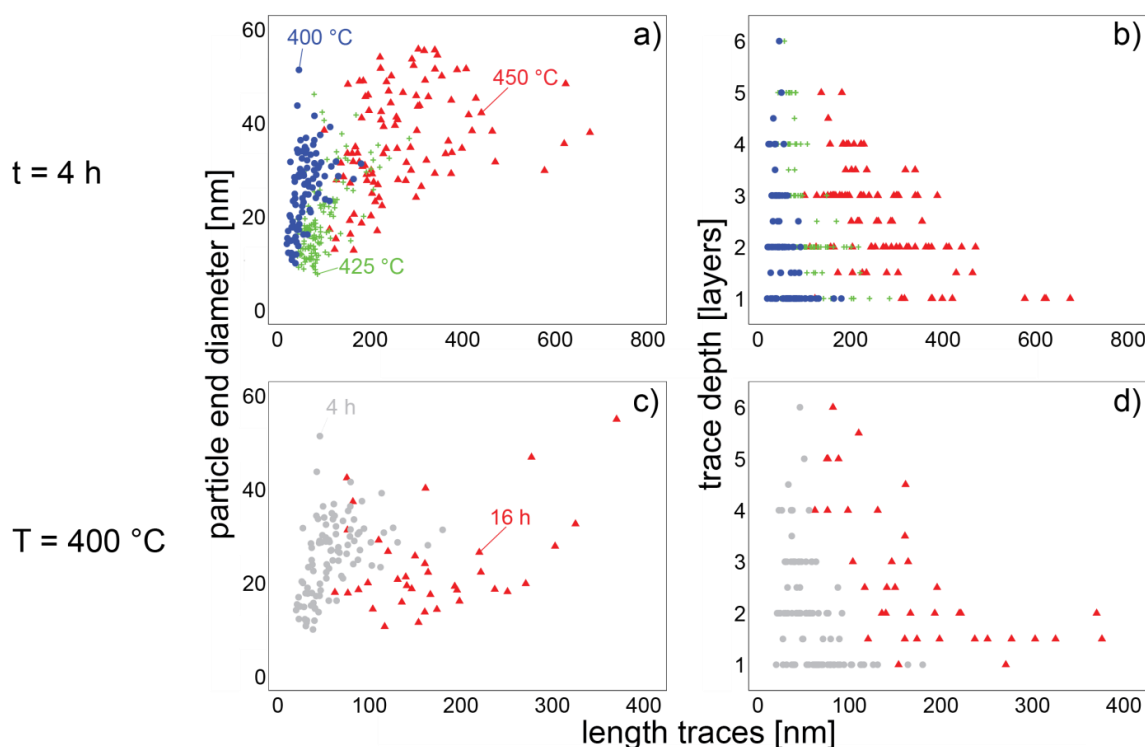 t = 4 h
T = 400 °C
particle end diameter [nm]
trace depth [layers]
length traces [nm]
a)
60
40
20
0
0 200 400 600 800
400 °C
450 °C
425 °C
b)
6
5
4
3
2
1
0 200 400 600 800
c)
60
40
20
0
0 100 200 300 400
4 h
16 h
d)
6
5
4
3
2
1
0 100 200 300 400